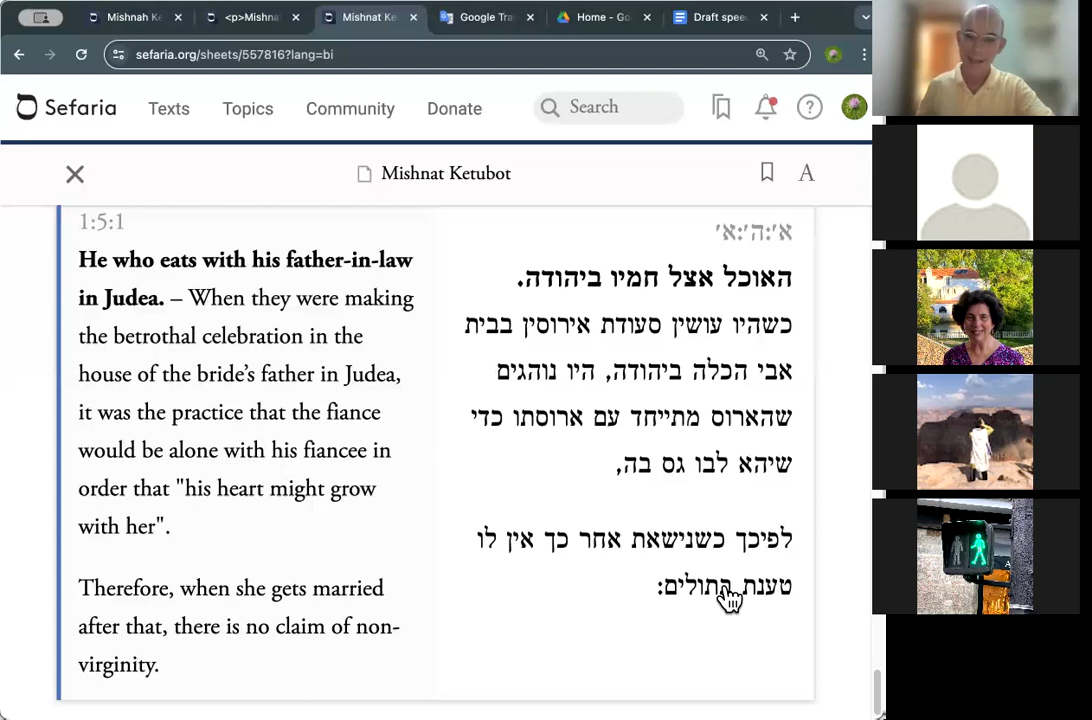 Mishnah Ke
<p>Mishna
Mishnat Ke
Google Tra
Home - Go
Draft spee
sefaria.org/sheets/557816?lang=bi
Sefaria
Texts
Topics
Community
Donate
Search
Mishnat Ketubot
A
1:5:1
He who eats with his father-in-law
in Judea. – When they were making
the betrothal celebration in the
house of the bride’s father in Judea,
it was the practice that the fiance
would be alone with his fiancee in
order that "his heart might grow
with her".
Therefore, when she gets married
after that, there is no claim of non-
virginity.
א׳:ה׳:א׳
האוכל אצל חמיו ביהודה.
כשהיו עושין סעודת אירוסין בבית
אבי הכלה ביהודה, היו נוהגים
שהארוס מתייחד עם ארוסתו כדי
שיהא לבו גס בה,
לפיכך כשנישאת אחר כך אין לו
טענת בתולים: